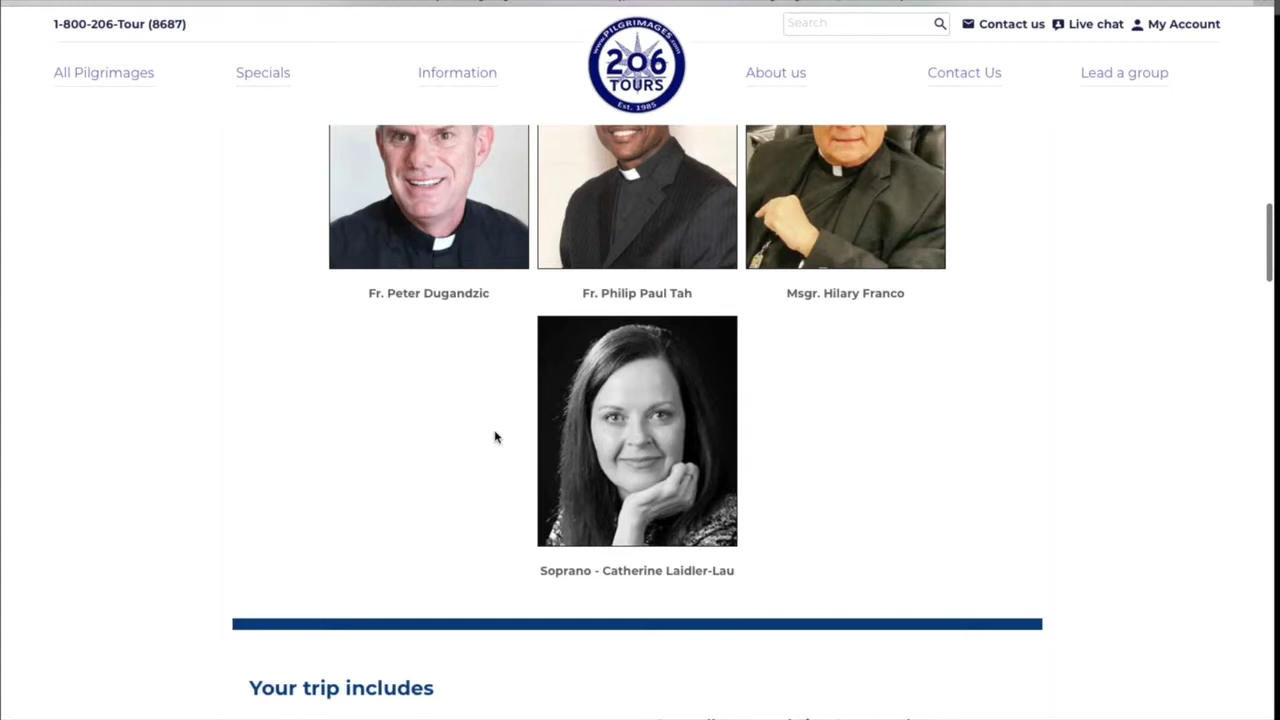 1-800-206-Tour (8687)
Search
Contact us
Live chat
My Account
All Pilgrimages
Specials
Information
www.PILGRIMAGES.com
206
TOURS
Est. 1985
About us
Contact Us
Lead a group
Fr. Peter Dugandzic
Fr. Philip Paul Tah
Msgr. Hilary Franco
Soprano - Catherine Laidler-Lau
Your trip includes